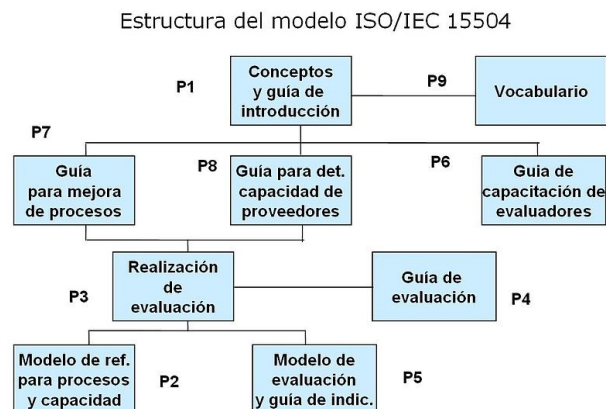 Estructura del modelo ISO/IEC 15504
P1
Conceptos
y guía de
introducción
P9
Vocabulario
P7
Guía
para mejora
de procesos
P8
Guía para det.
capacidad de
proveedores
P6
Guia de
capacitación de
evaluadores
P3
Realización
de
evaluación
Guía de
evaluación
P4
Modelo de ref.
para procesos
y capacidad
P2
Modelo de
evaluación
y guía de indic.
P5